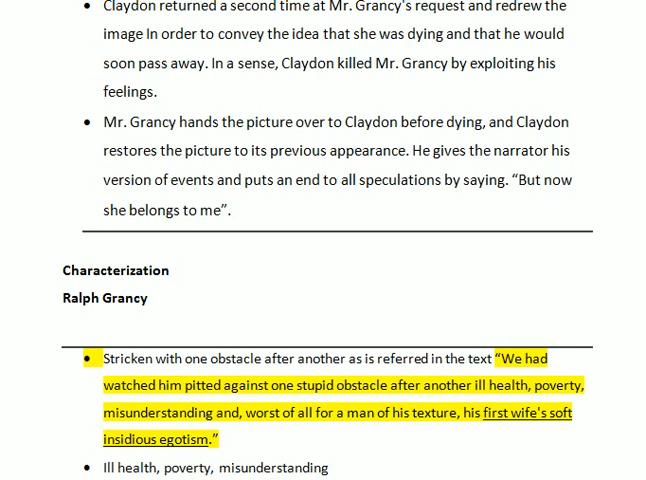 • Claydon returned a second time at Mr. Grancy's request and redrew the
image In order to convey the idea that she was dying and that he would
soon pass away. In a sense, Claydon killed Mr. Grancy by exploiting his
feelings.
• Mr. Grancy hands the picture over to Claydon before dying, and Claydon
restores the picture to its previous appearance. He gives the narrator his
version of events and puts an end to all speculations by saying. “But now
she belongs to me”.
Characterization
Ralph Grancy
• Stricken with one obstacle after another as is referred in the text “We had
watched him pitted against one stupid obstacle after another ill health, poverty,
misunderstanding and, worst of all for a man of his texture, his first wife's soft
insidious egotism.”
• Ill health, poverty, misunderstanding